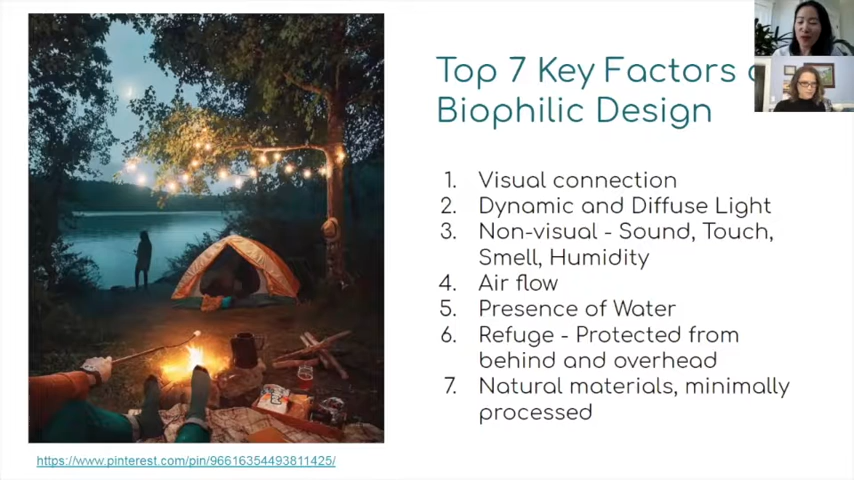 Top 7 Key Factors
Biophilic Design
1. Visual connection
2. Dynamic and Diffuse Light
3. Non-visual - Sound, Touch,
Smell, Humidity
4. Air flow
5. Presence of Water
6. Refuge - Protected from
behind and overhead
7. Natural materials, minimally
processed
https://www.pinterest.com/pin/96616354493811425/